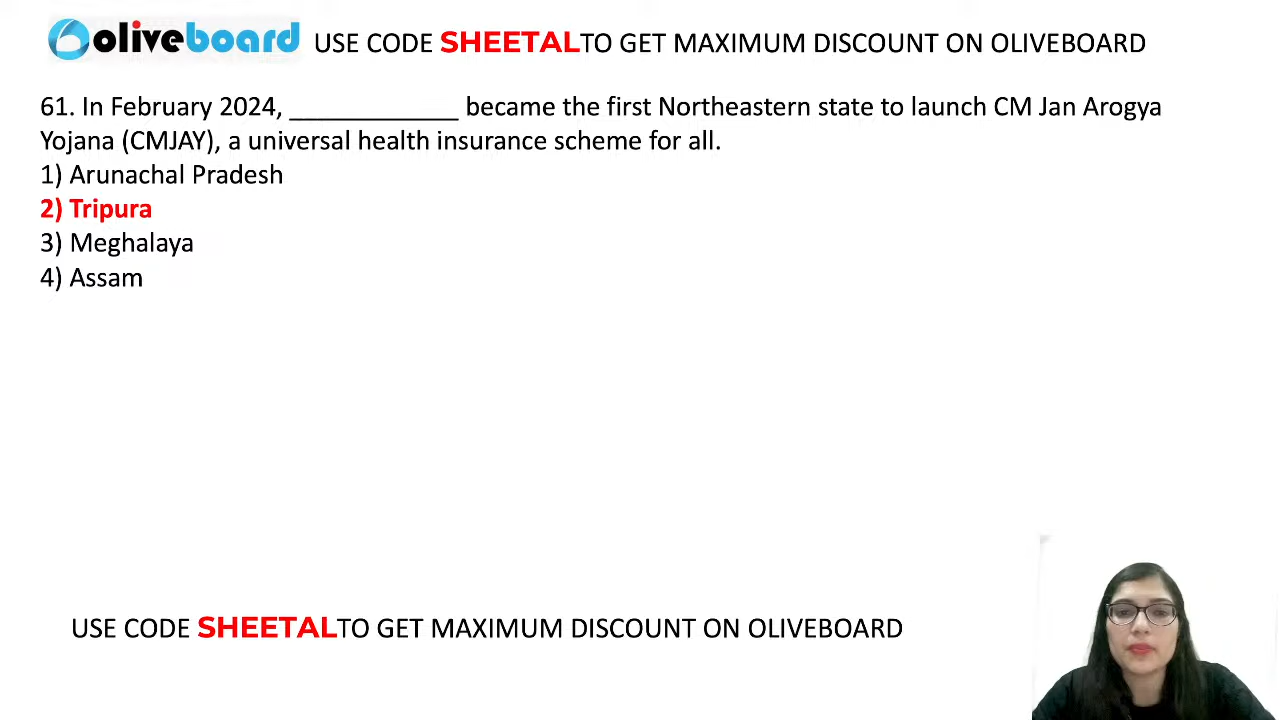 oliveboard USE CODE SHEETAL TO GET MAXIMUM DISCOUNT ON OLIVEBOARD
61. In February 2024, ____________ became the first Northeastern state to launch CM Jan Arogya
Yojana (CMJAY), a universal health insurance scheme for all.
1) Arunachal Pradesh
2) Tripura
3) Meghalaya
4) Assam
USE CODE SHEETAL TO GET MAXIMUM DISCOUNT ON OLIVEBOARD